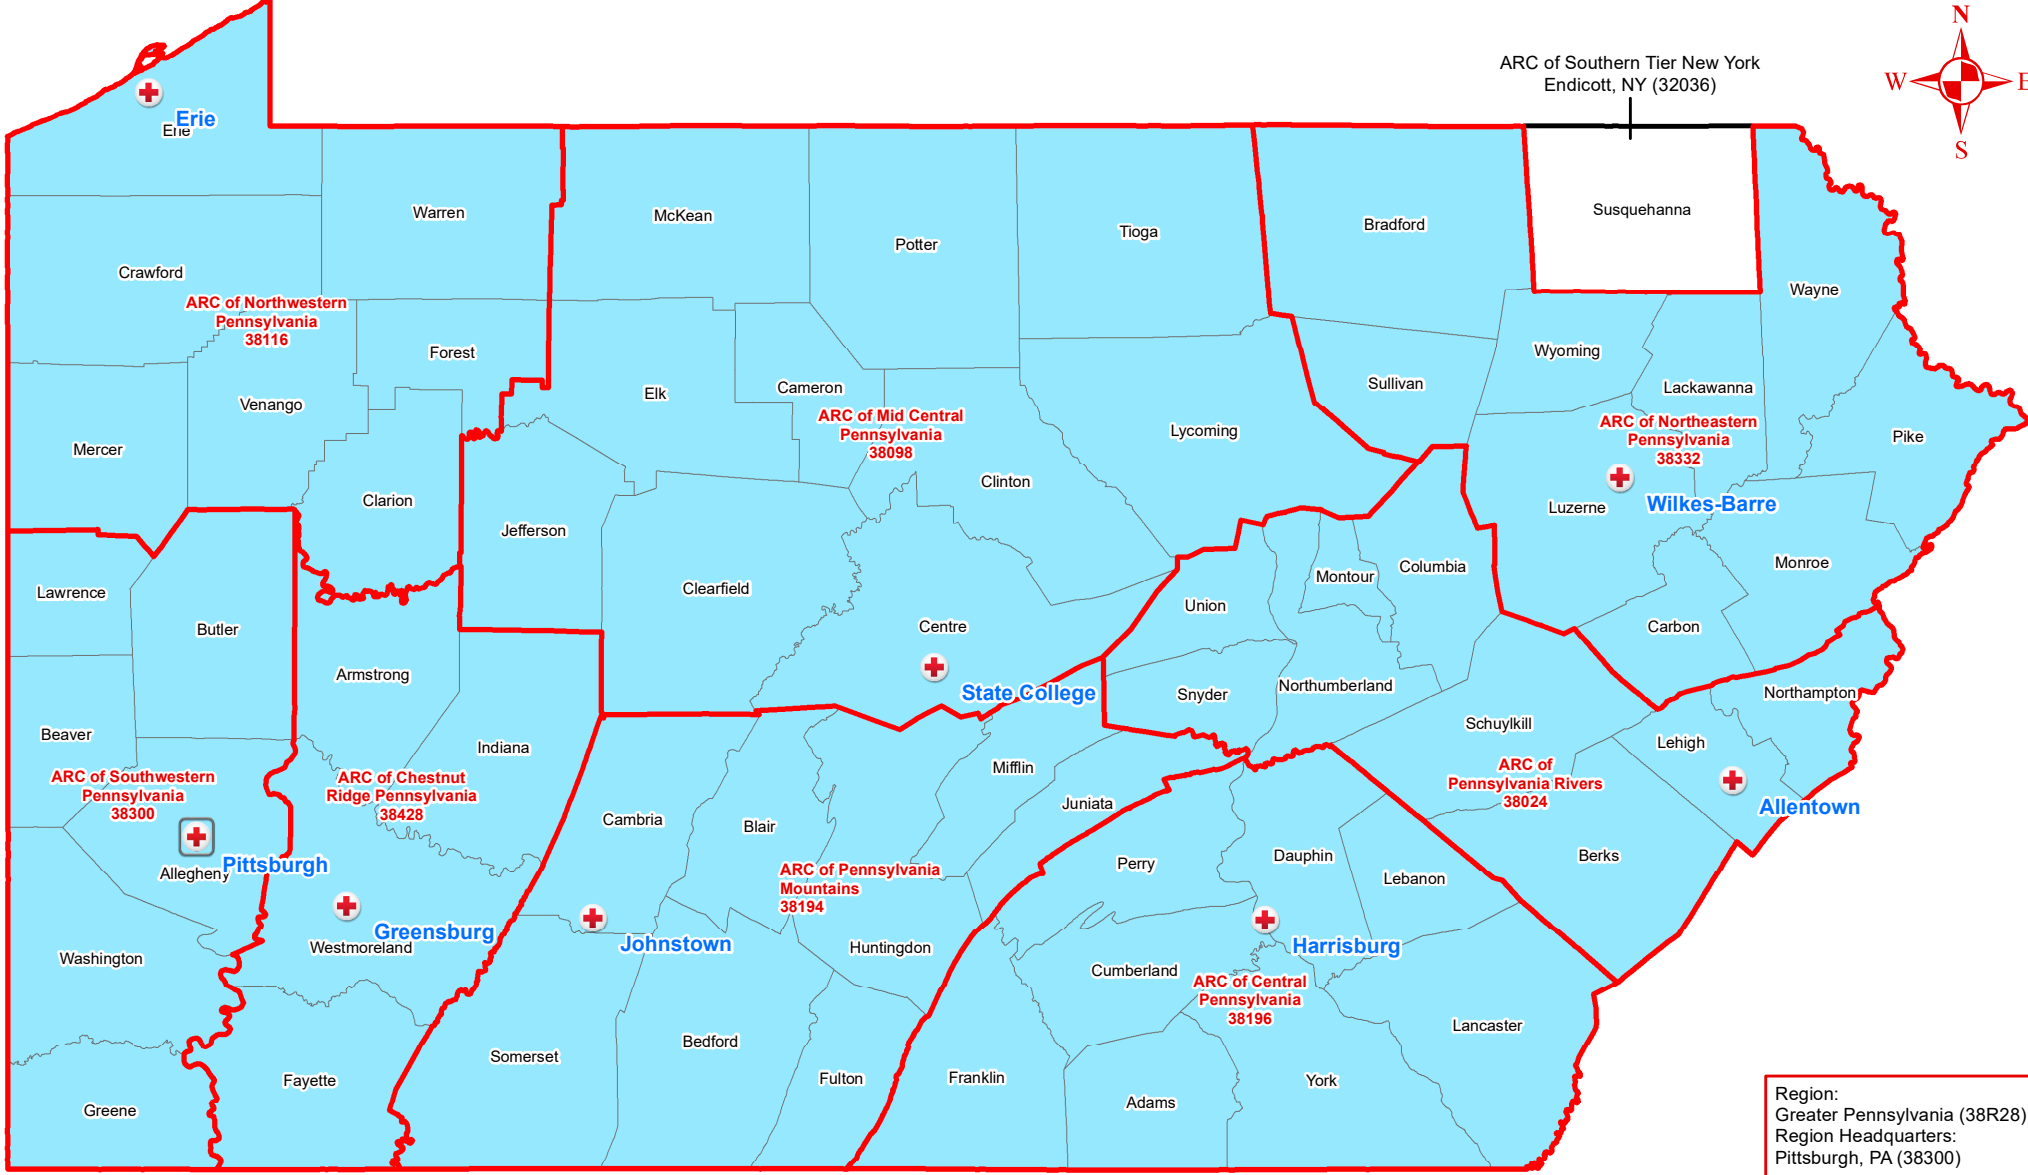 N
W
E
S
ARC of Southern Tier New York
Endicott, NY (32036)
Erie
Erie
Warren
McKean
Potter
Tioga
Bradford
Susquehanna
Crawford
Wayne
ARC of Northwestern
Pennsylvania
38116
Forest
Wyoming
Venango
Elk
Cameron
Sullivan
Lackawanna
Mercer
ARC of Mid Central
Pennsylvania
38098
Lycoming
ARC of Northeastern
Pennsylvania
38332
Pike
Clarion
Clinton
Jefferson
Luzerne
Wilkes-Barre
Lawrence
Clearfield
Montour
Columbia
Monroe
Butler
Centre
Union
Carbon
Armstrong
State College
Snyder
Northumberland
Northampton
Beaver
Indiana
Schuylkill
Lehigh
ARC of Southwestern
Pennsylvania
38300
ARC of Chestnut
Ridge Pennsylvania
38428
Mifflin
Juniata
ARC of
Pennsylvania Rivers
38024
Allentown
Cambria
Blair
Allegheny
Pittsburgh
ARC of Pennsylvania
Mountains
38194
Perry
Dauphin
Lebanon
Berks
Greensburg
Westmoreland
Johnstown
Huntingdon
Harrisburg
Washington
Cumberland
ARC of Central
Pennsylvania
38196
Lancaster
Somerset
Bedford
Fulton
Franklin
York
Fayette
Greene
Adams
Region:
Greater Pennsylvania (38R28)
Region Headquarters:
Pittsburgh, PA (38300)